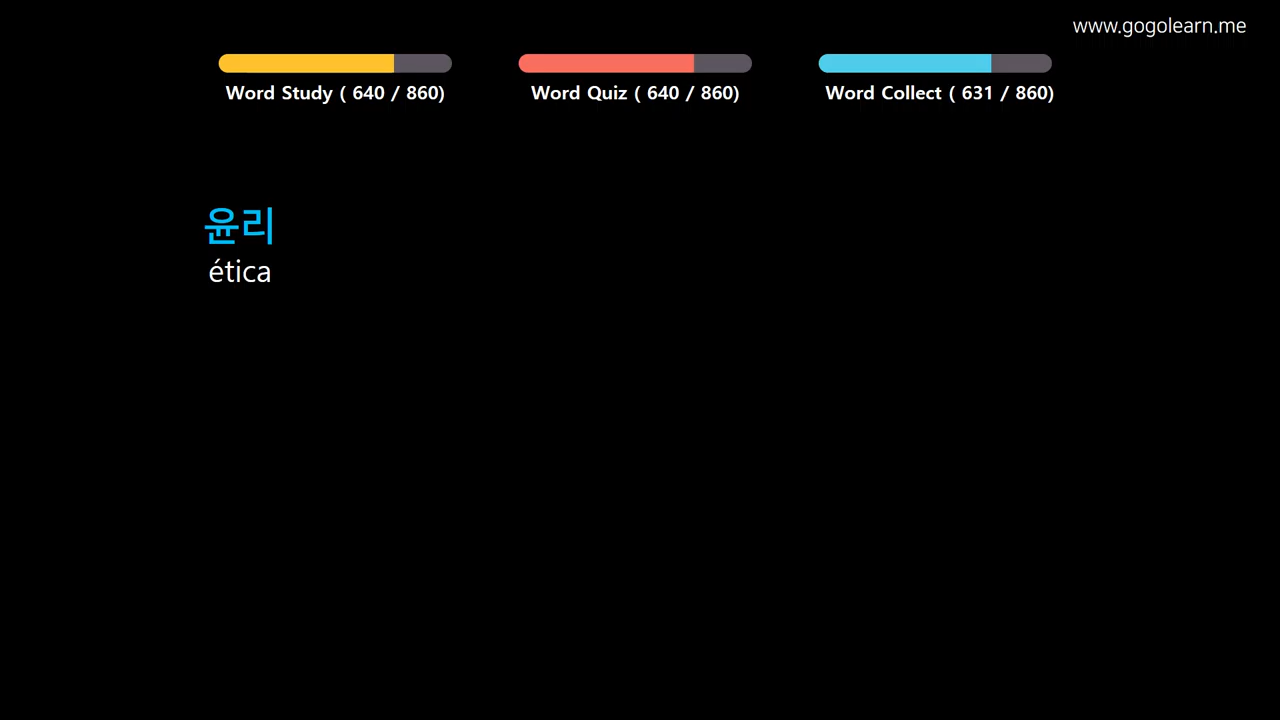 www.gogolearn.me
Word Study ( 640 / 860)
Word Quiz ( 640 / 860)
Word Collect ( 631 / 860)
윤리
ética